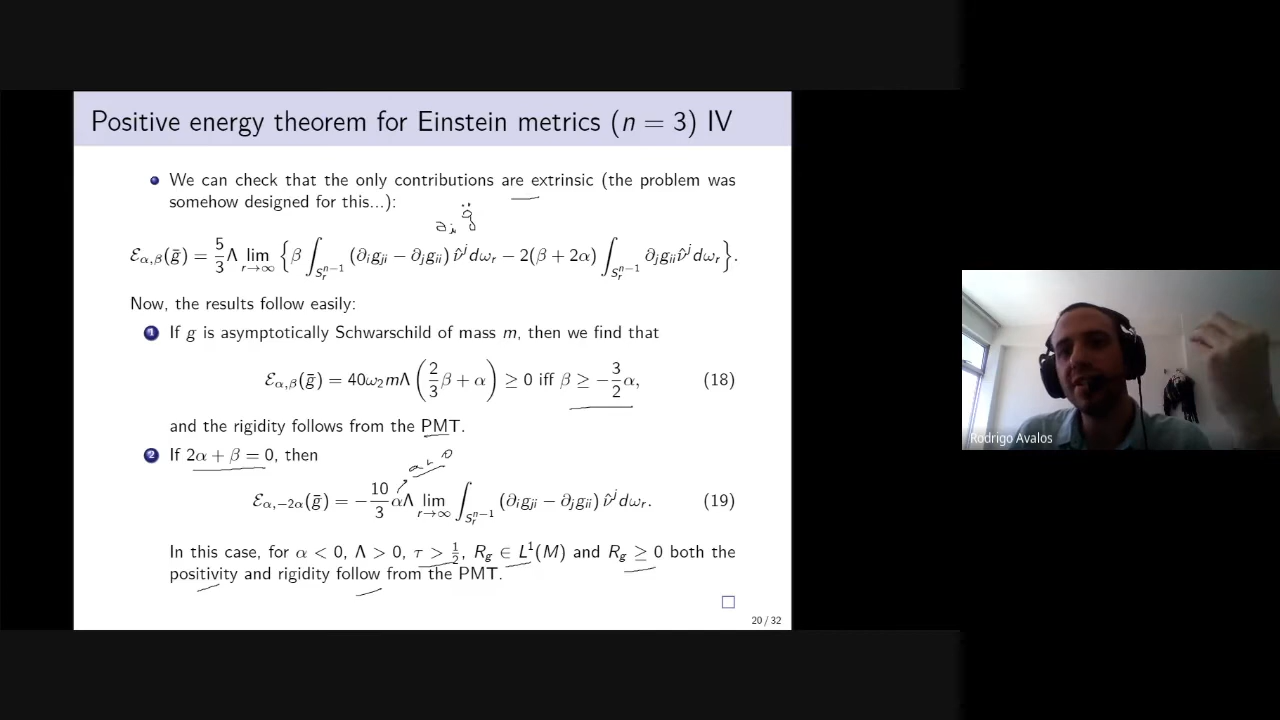 Positive energy theorem for Einstein metrics (n = 3) IV
We can check that the only contributions are extrinsic (the problem was
somehow designed for this...):
∂ᵢ g̈
ℰ_{α,β}(ḡ) = 5/3 Λ lim_{r→∞} { β ∫_{S_r^{n−1}} (∂_i g_{ji} − ∂_j g_{ii}) ν̂^j dω_r − 2(β + 2α) ∫_{S_r^{n−1}} ∂_j g_{ii} ν̂^j dω_r }.
Now, the results follow easily:
1 If g is asymptotically Schwarschild of mass m, then we find that
ℰ_{α,β}(ḡ) = 40ω₂mΛ (2/3 β + α) ≥ 0 iff β ≥ −3/2 α, (18)
and the rigidity follows from the PMT.
2 If 2α + β = 0, then
α < 0
ℰ_{α,−2α}(ḡ) = −10/3 αΛ lim_{r→∞} ∫_{S_r^{n−1}} (∂_i g_{ji} − ∂_j g_{ii}) ν̂^j dω_r. (19)
In this case, for α < 0, Λ > 0, τ > 1/2, R_g ∈ L¹(M) and R_g ≥ 0 both the
positivity and rigidity follow from the PMT.
□
20 / 32
Rodrigo Avalos